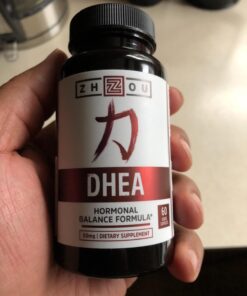 ZHOU
力
DHEA
HORMONAL
BALANCE FORMULA*
50mg | DIETARY SUPPLEMENT
60